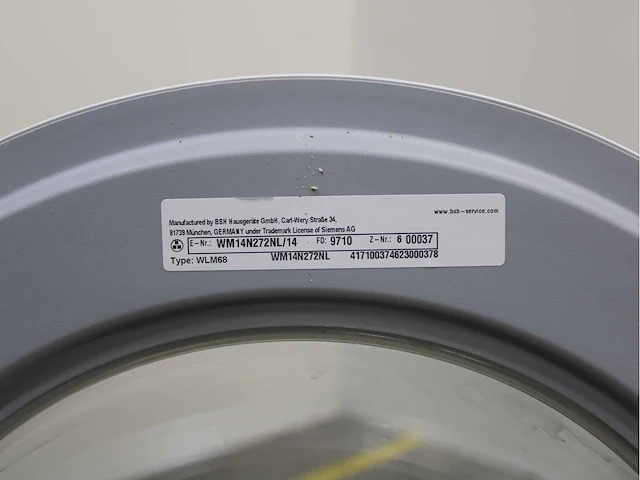 Manufactured by BSH Hausgeräte GmbH, Carl-Wery-Straße 34,
www.bsh-service.com
81739 München, GERMANY under Trademark License of Siemens AG
E-Nr.: WM14N272NL/14 FD: 9710 Z-Nr.: 6 00037
Type: WLM68 WM14N272NL 417100374623000378